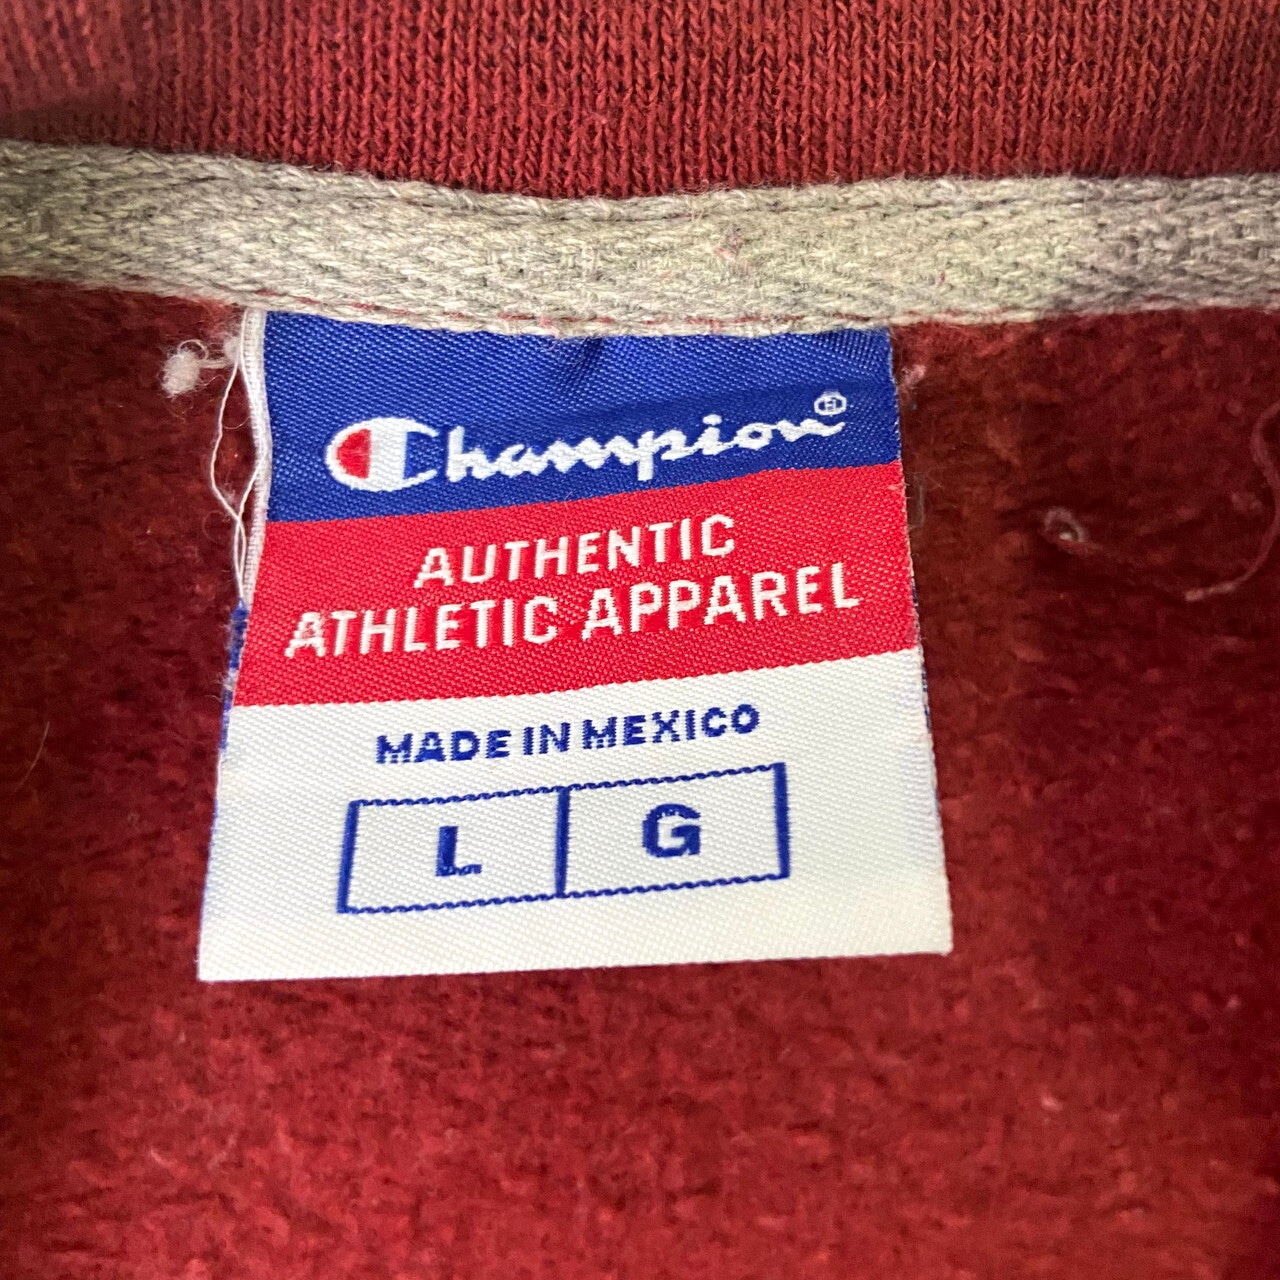 Champion®
AUTHENTIC
ATHLETIC APPAREL
MADE IN MEXICO
L G